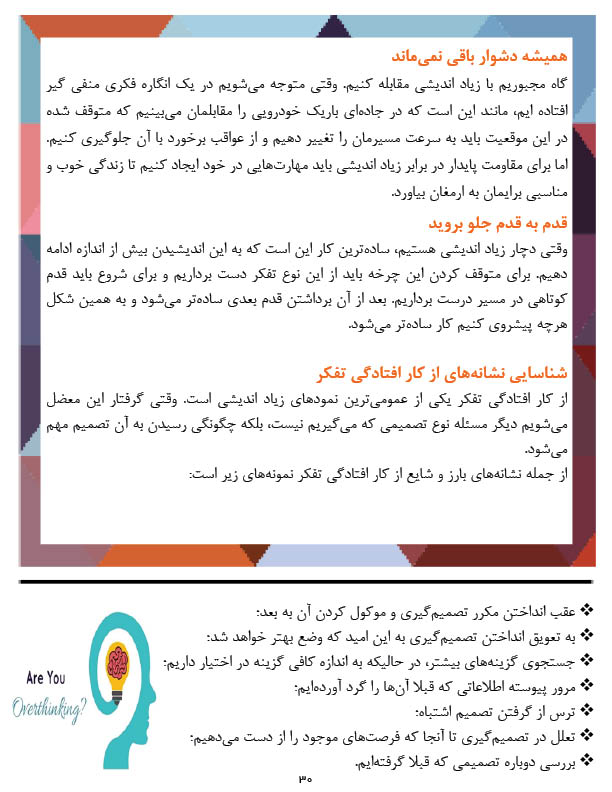 همیشه دشوار باقی نمی‌ماند
گاه مجبوریم با زیاد اندیشی مقابله کنیم. وقتی متوجه می‌شویم در یک انگاره فکری منفی گیر
افتاده ایم، مانند این است که در جاده‌ای باریک خودرویی را مقابلمان می‌بینیم که متوقف شده
در این موقعیت باید به سرعت مسیرمان را تغییر دهیم و از عواقب برخورد با آن جلوگیری کنیم.
اما برای مقاومت پایدار در برابر زیاد اندیشی باید مهارت‌هایی در خود ایجاد کنیم تا زندگی خوب و
مناسبی برایمان به ارمغان بیاورد.
قدم به قدم جلو بروید
وقتی دچار زیاد اندیشی هستیم، ساده‌ترین کار این است که به این اندیشیدن بیش از اندازه ادامه
دهیم. برای متوقف کردن این چرخه باید از این نوع تفکر دست برداریم و برای شروع باید قدم
کوتاهی در مسیر درست برداریم. بعد از آن برداشتن قدم بعدی ساده‌تر می‌شود و به همین شکل
هرچه پیشروی کنیم کار ساده‌تر می‌شود.
شناسایی نشانه‌های از کار افتادگی تفکر
از کار افتادگی تفکر یکی از عمومی‌ترین نمودهای زیاد اندیشی است. وقتی گرفتار این معضل
می‌شویم دیگر مسئله نوع تصمیمی که می‌گیریم نیست، بلکه چگونگی رسیدن به آن تصمیم مهم
می‌شود.
از جمله نشانه‌های بارز و شایع از کار افتادگی تفکر نمونه‌های زیر است:
❖ عقب انداختن مکرر تصمیم‌گیری و موکول کردن آن به بعد؛
❖ به تعویق انداختن تصمیم‌گیری به این امید که وضع بهتر خواهد شد؛
❖ جستجوی گزینه‌های بیشتر، در حالیکه به اندازه کافی گزینه در اختیار داریم؛
❖ مرور پیوسته اطلاعاتی که قبلا آن‌ها را گرد آورده‌ایم؛
❖ ترس از گرفتن تصمیم اشتباه؛
❖ تعلل در تصمیم‌گیری تا آنجا که فرصت‌های موجود را از دست می‌دهیم؛
❖ بررسی دوباره تصمیمی که قبلا گرفته‌ایم.
Are You
Overthinking?
۳۰